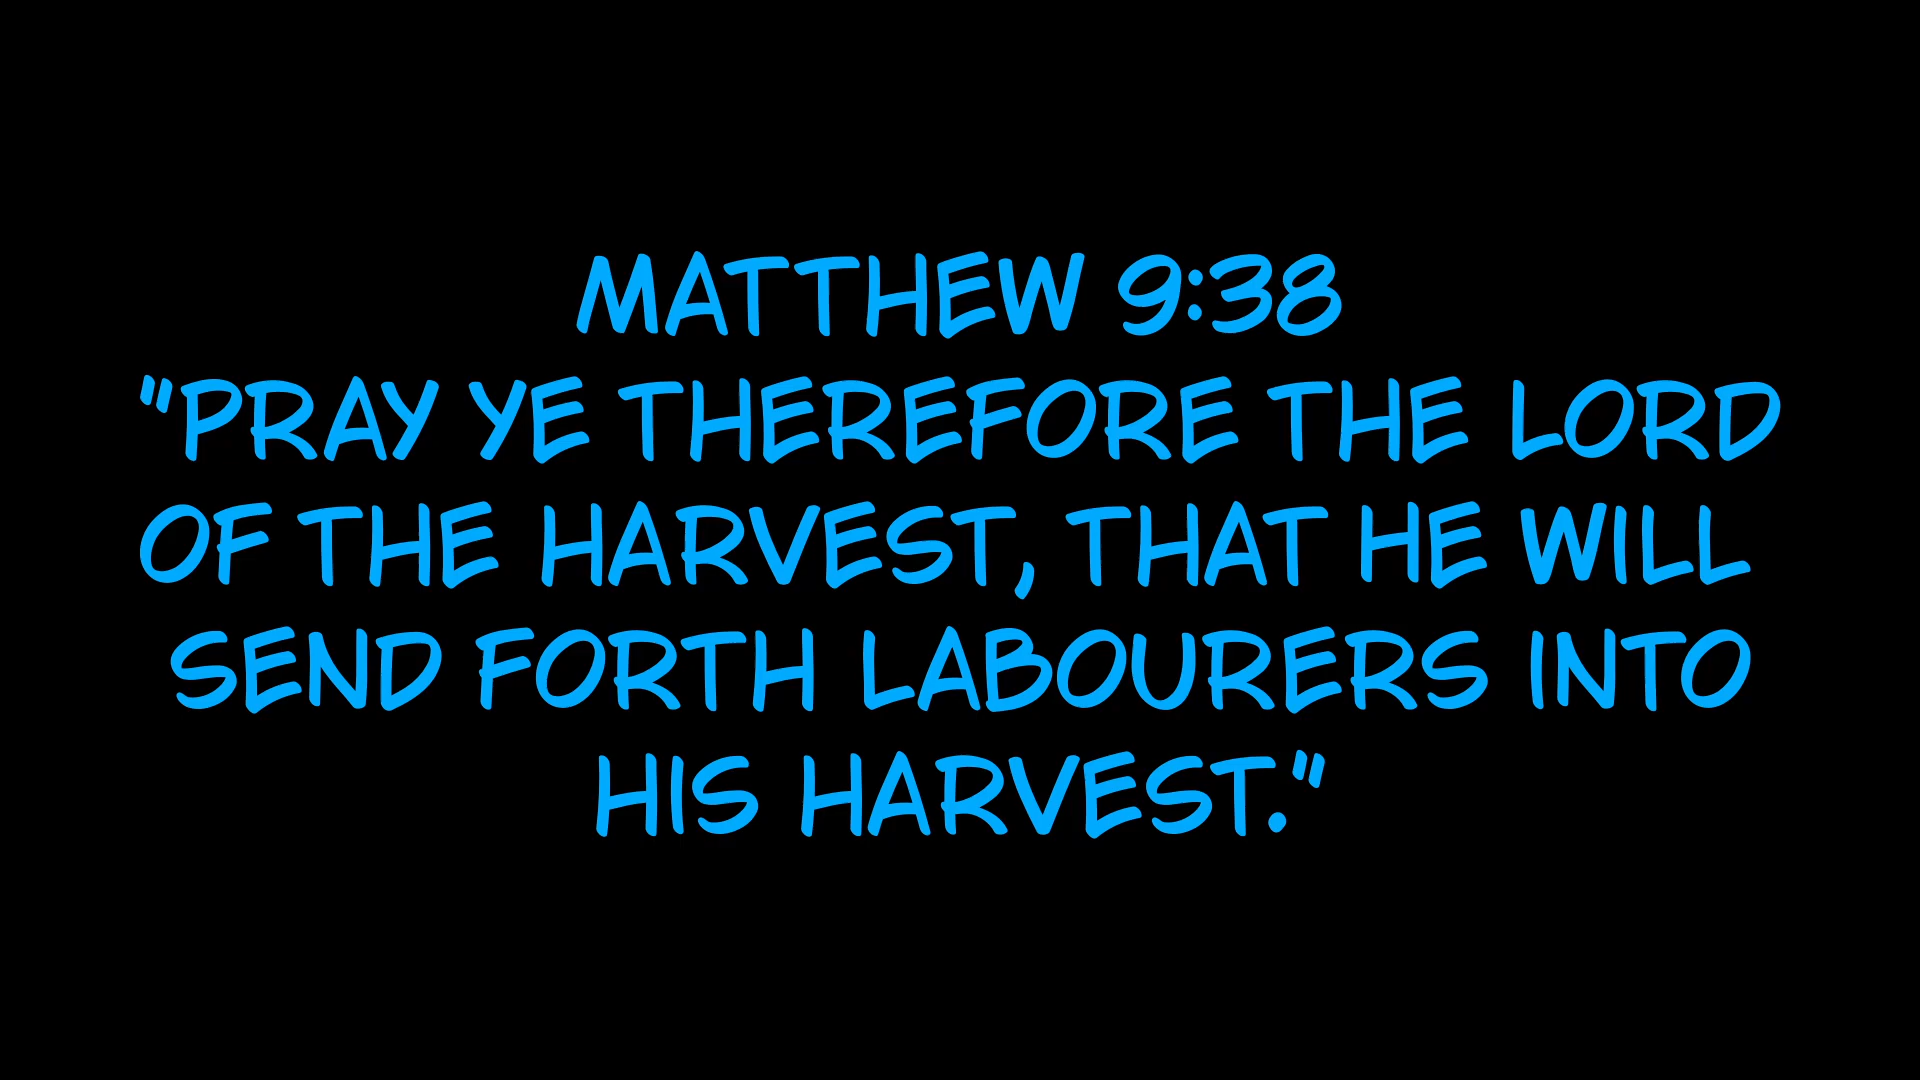 MATTHEW 9:38
"PRAY YE THEREFORE THE LORD
OF THE HARVEST, THAT HE WILL
SEND FORTH LABOURERS INTO
HIS HARVEST."